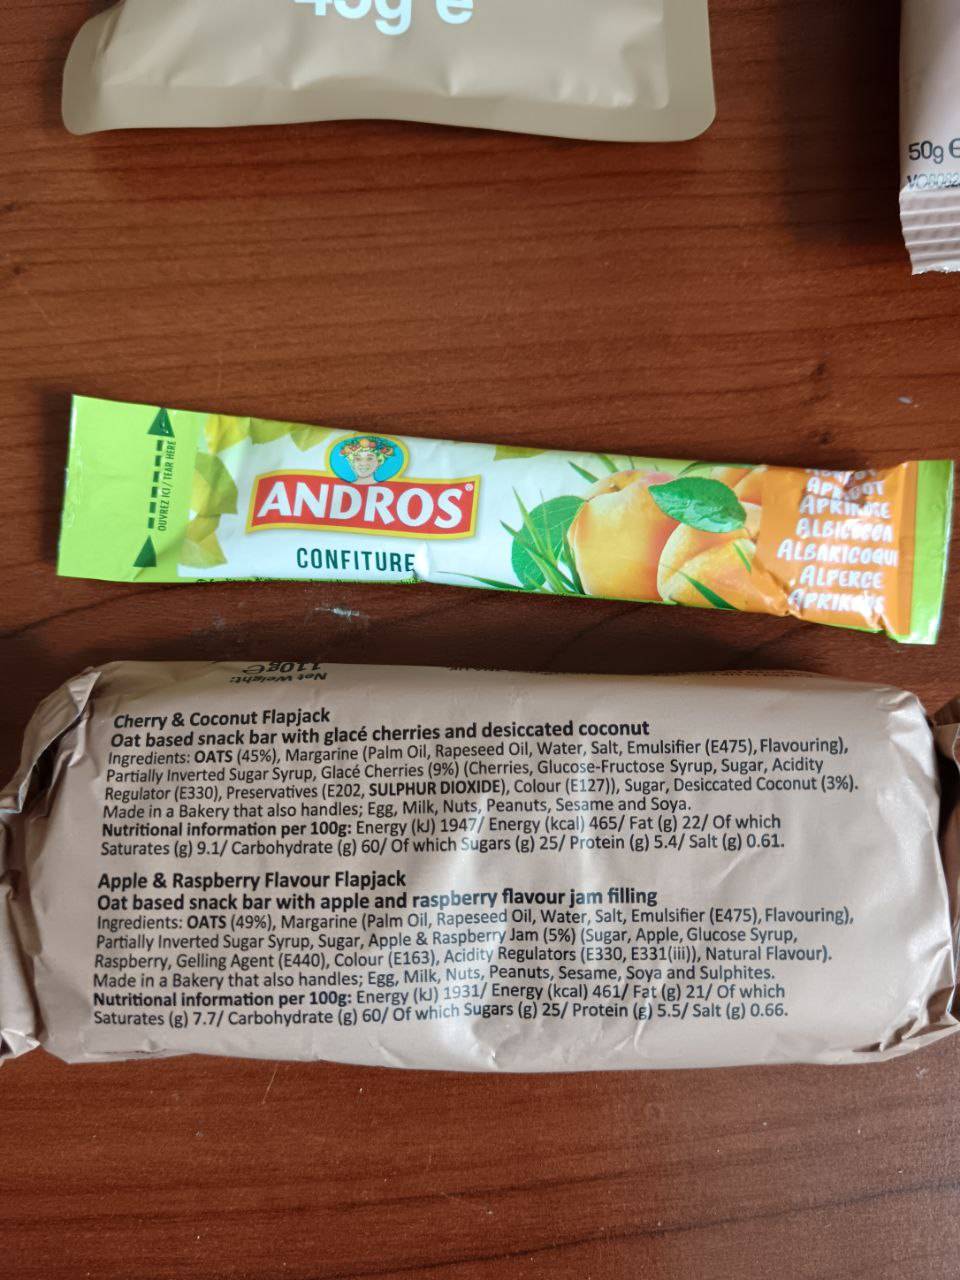 45g e
50g e
OUVREZ ICI / TEAR HERE
ANDROS®
CONFITURE
APRICOT
APRIKOSE
ALBICOCCA
ALBARICOQUE
ALPERCE
Net Weight:
110g e
Cherry & Coconut Flapjack
Oat based snack bar with glacé cherries and desiccated coconut
Ingredients: OATS (45%), Margarine (Palm Oil, Rapeseed Oil, Water, Salt, Emulsifier (E475), Flavouring),
Partially Inverted Sugar Syrup, Glacé Cherries (9%) (Cherries, Glucose-Fructose Syrup, Sugar, Acidity
Regulator (E330), Preservatives (E202, SULPHUR DIOXIDE), Colour (E127)), Sugar, Desiccated Coconut (3%).
Made in a Bakery that also handles; Egg, Milk, Nuts, Peanuts, Sesame and Soya.
Nutritional information per 100g: Energy (kJ) 1947/ Energy (kcal) 465/ Fat (g) 22/ Of which
Saturates (g) 9.1/ Carbohydrate (g) 60/ Of which Sugars (g) 25/ Protein (g) 5.4/ Salt (g) 0.61.
Apple & Raspberry Flavour Flapjack
Oat based snack bar with apple and raspberry flavour jam filling
Ingredients: OATS (49%), Margarine (Palm Oil, Rapeseed Oil, Water, Salt, Emulsifier (E475), Flavouring),
Partially Inverted Sugar Syrup, Sugar, Apple & Raspberry Jam (5%) (Sugar, Apple, Glucose Syrup,
Raspberry, Gelling Agent (E440), Colour (E163), Acidity Regulators (E330, E331(iii)), Natural Flavour).
Made in a Bakery that also handles; Egg, Milk, Nuts, Peanuts, Sesame, Soya and Sulphites.
Nutritional information per 100g: Energy (kJ) 1931/ Energy (kcal) 461/ Fat (g) 21/ Of which
Saturates (g) 7.7/ Carbohydrate (g) 60/ Of which Sugars (g) 25/ Protein (g) 5.5/ Salt (g) 0.66.